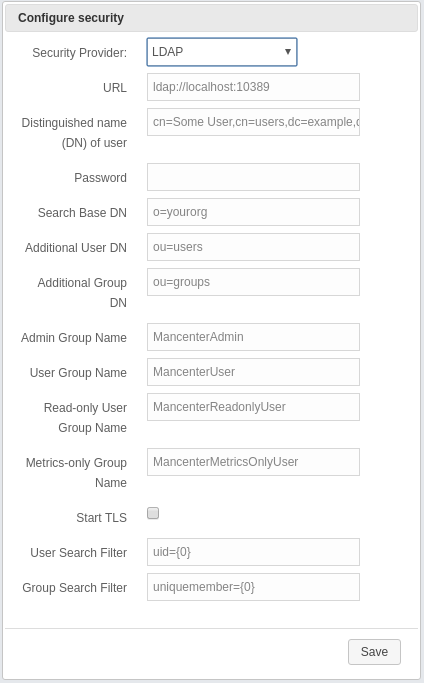 Configure security
Security Provider: LDAP
URL ldap://localhost:10389
Distinguished name cn=Some User,cn=users,dc=example,c
(DN) of user
Password
Search Base DN o=yourorg
Additional User DN ou=users
Additional Group ou=groups
DN
Admin Group Name MancenterAdmin
User Group Name MancenterUser
Read-only User MancenterReadonlyUser
Group Name
Metrics-only Group MancenterMetricsOnlyUser
Name
Start TLS
User Search Filter uid={0}
Group Search Filter uniquemember={0}
Save